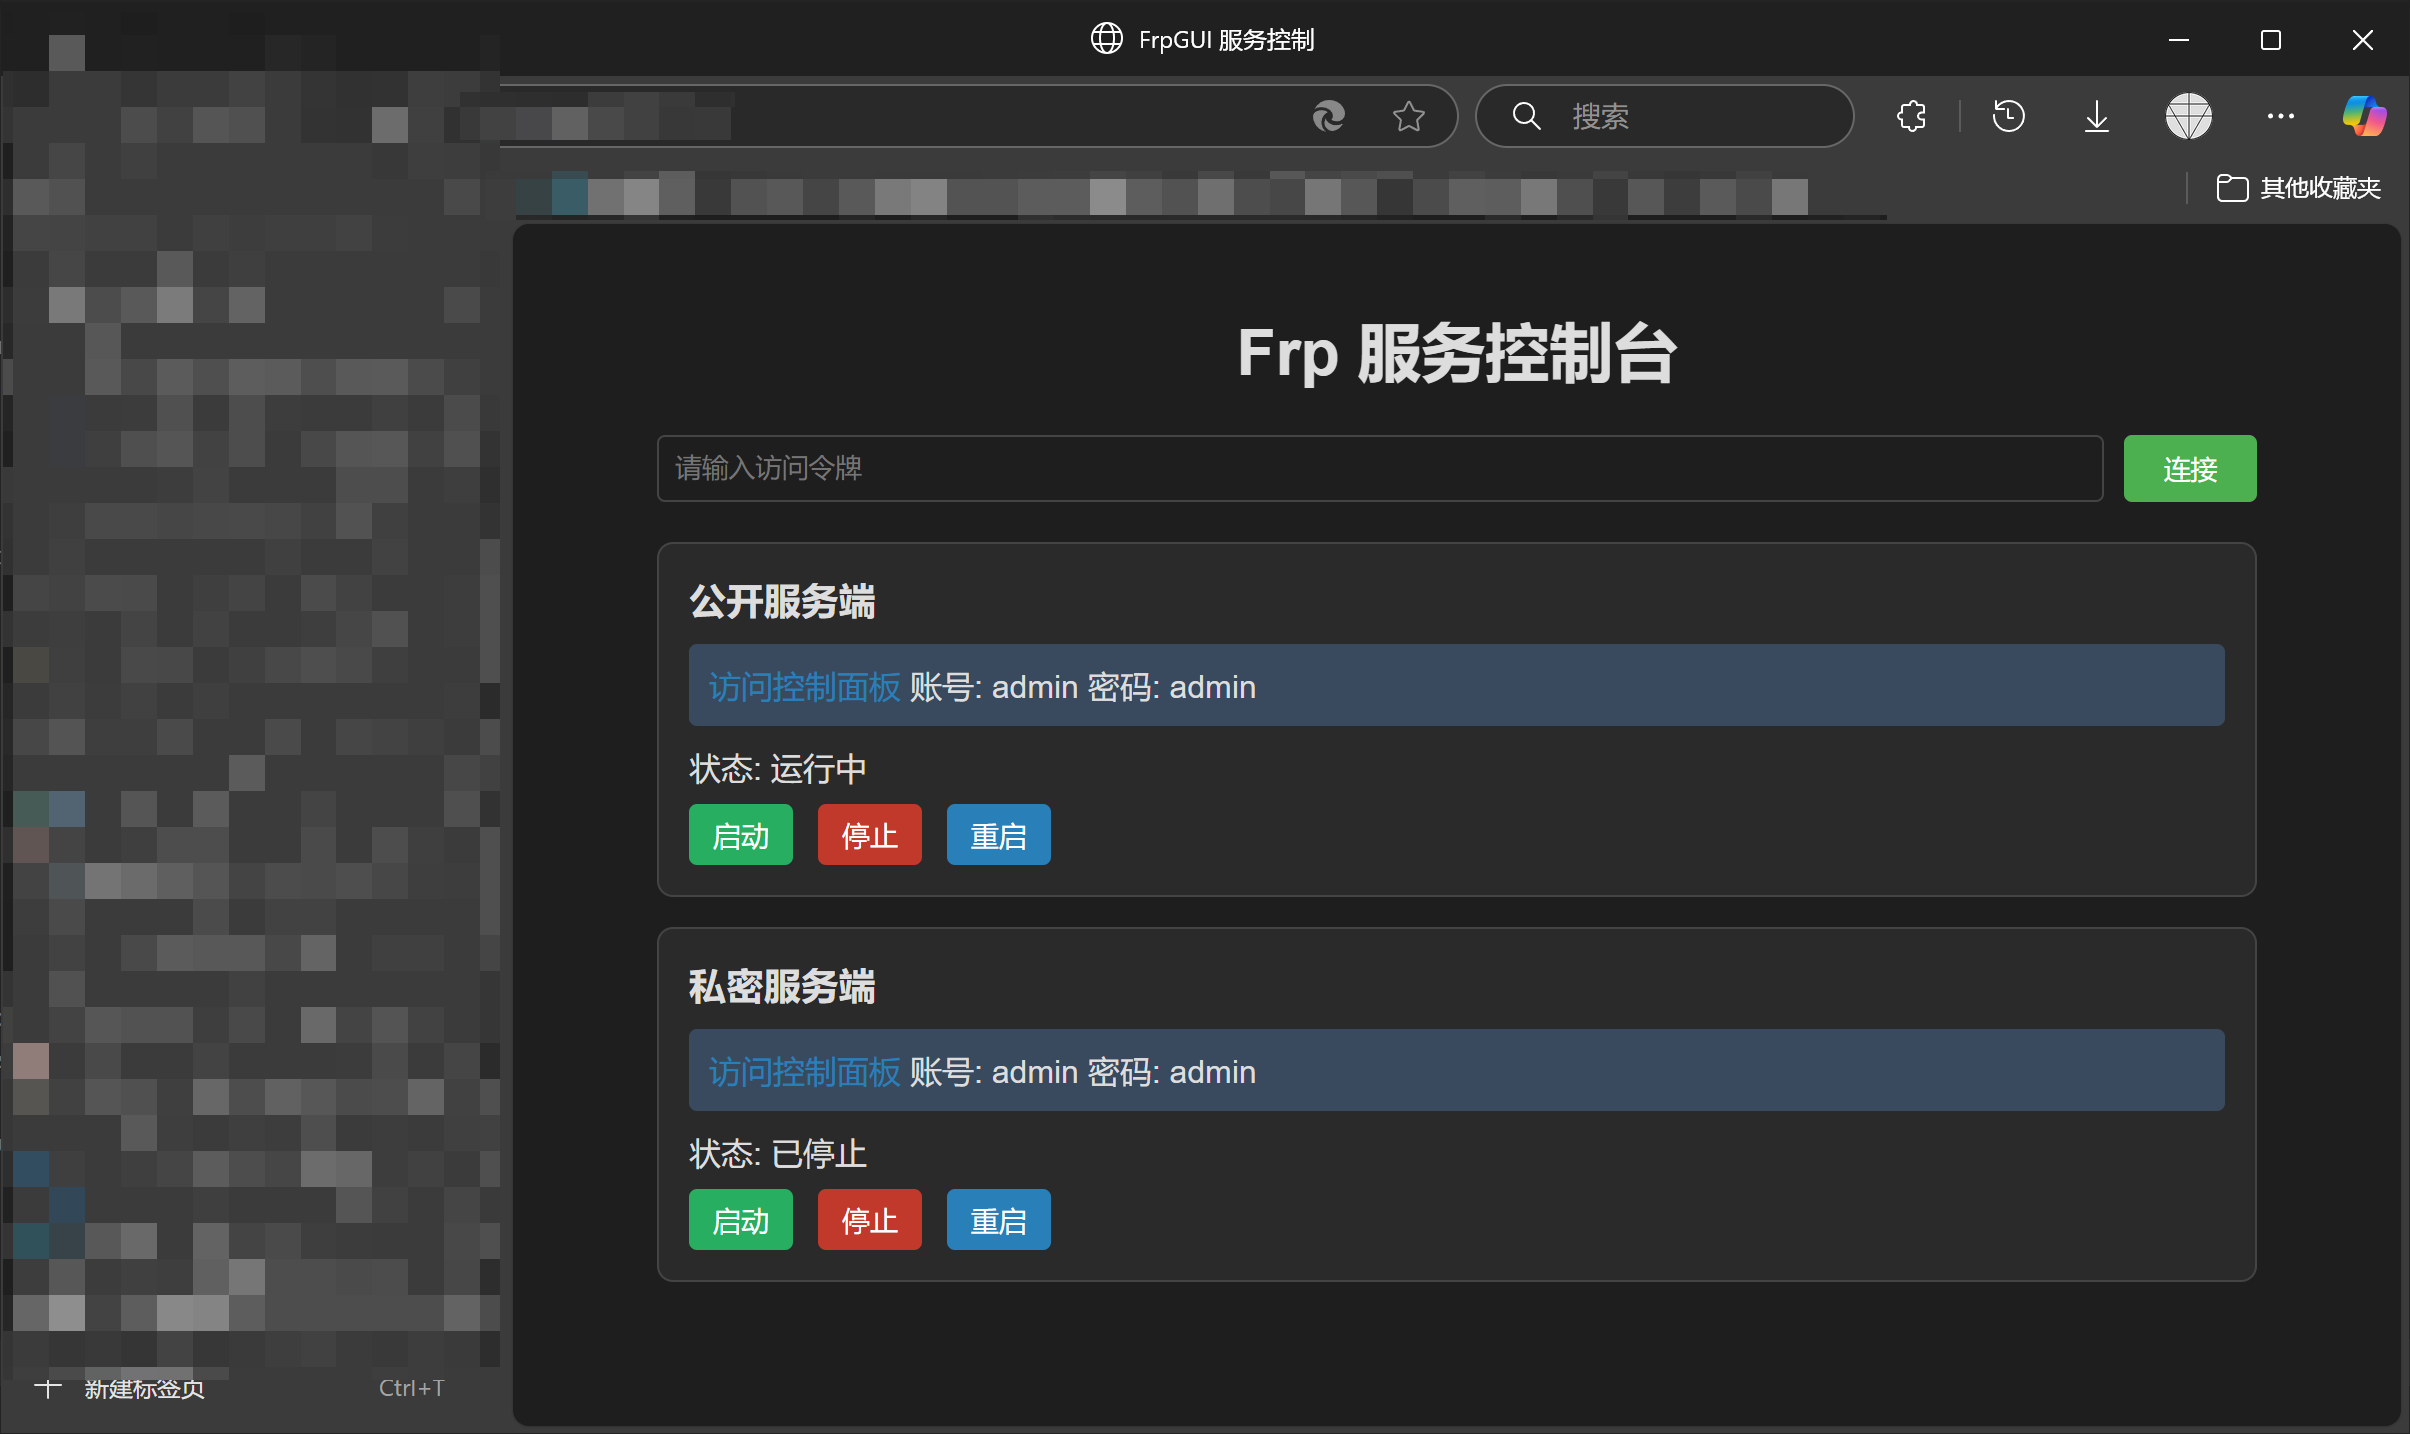 FrpGUI 服务控制
搜索
其他收藏夹
Frp 服务控制台
请输入访问令牌
连接
公开服务端
访问控制面板 账号: admin 密码: admin
状态: 运行中
启动 停止 重启
私密服务端
访问控制面板 账号: admin 密码: admin
状态: 已停止
启动 停止 重启
新建标签页 Ctrl+T